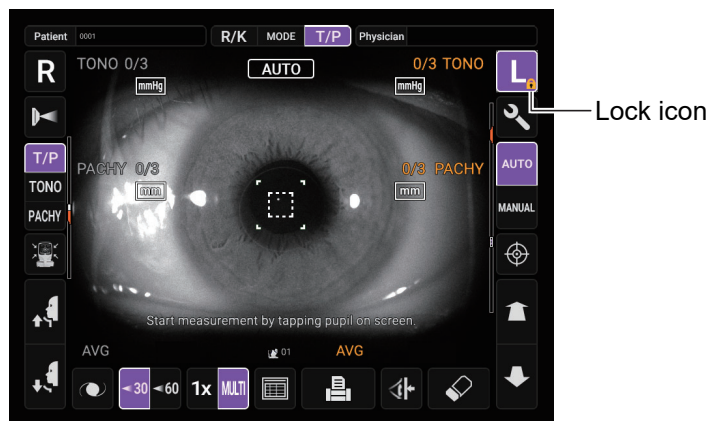 Patient 0001 R/K MODE T/P Physician
R TONO 0/3 AUTO 0/3 TONO L
mmHg mmHg
Lock icon
T/P PACHY 0/3 0/3 PACHY AUTO
TONO mm mm
PACHY MANUAL
Start measurement by tapping pupil on screen.
AVG 01 AVG
30 60 1x MULTI